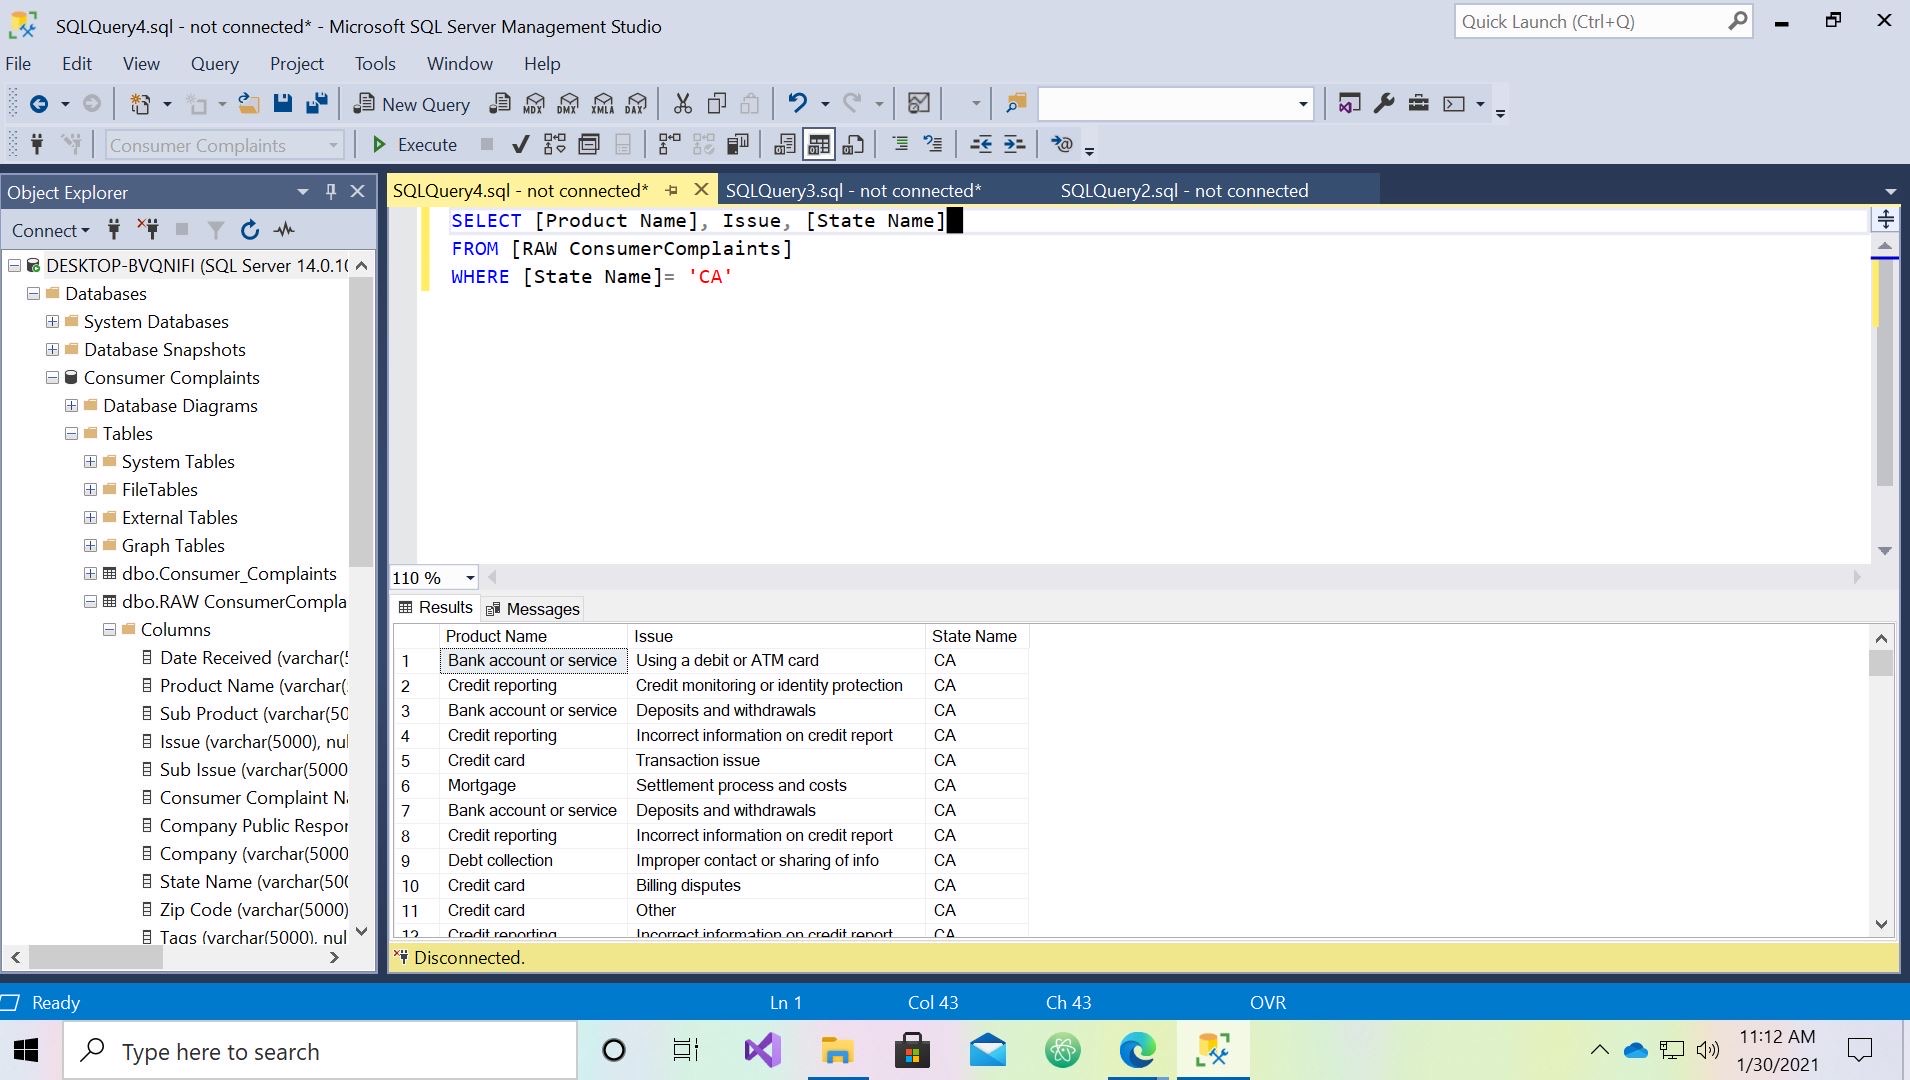 SQLQuery4.sql - not connected* - Microsoft SQL Server Management Studio
Quick Launch (Ctrl+Q)
File Edit View Query Project Tools Window Help
New Query MDX DMX XMLA DAX
Consumer Complaints Execute
Object Explorer
Connect
DESKTOP-BVQNIFI (SQL Server 14.0.10
Databases
System Databases
Database Snapshots
Consumer Complaints
Database Diagrams
Tables
System Tables
FileTables
External Tables
Graph Tables
dbo.Consumer_Complaints
dbo.RAW ConsumerCompla
Columns
Date Received (varchar(5
Product Name (varchar(
Sub Product (varchar(50
Issue (varchar(5000), nul
Sub Issue (varchar(5000
Consumer Complaint Na
Company Public Respon
Company (varchar(5000
State Name (varchar(500
Zip Code (varchar(5000)
Tags (varchar(5000), nul
SQLQuery4.sql - not connected* SQLQuery3.sql - not connected* SQLQuery2.sql - not connected
SELECT [Product Name], Issue, [State Name]
FROM [RAW ConsumerComplaints]
WHERE [State Name]= 'CA'
110 %
Results Messages
Product Name Issue State Name
1 Bank account or service Using a debit or ATM card CA
2 Credit reporting Credit monitoring or identity protection CA
3 Bank account or service Deposits and withdrawals CA
4 Credit reporting Incorrect information on credit report CA
5 Credit card Transaction issue CA
6 Mortgage Settlement process and costs CA
7 Bank account or service Deposits and withdrawals CA
8 Credit reporting Incorrect information on credit report CA
9 Debt collection Improper contact or sharing of info CA
10 Credit card Billing disputes CA
11 Credit card Other CA
12 Credit reporting Incorrect information on credit report CA
Disconnected.
Ready Ln 1 Col 43 Ch 43 OVR
Type here to search
11:12 AM
1/30/2021